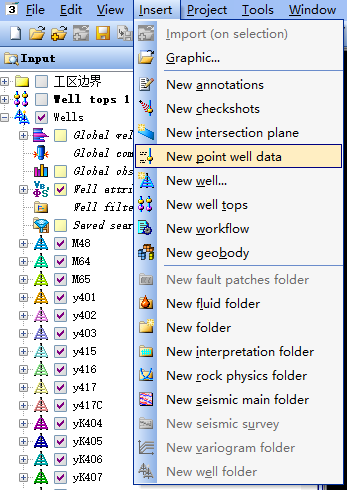 3 File Edit View Insert Project Tools Window
Input
工区边界
Well tops 1
Wells
Global wel
Global com
Global obs
Well attri
Well filte
Saved sear
M48
M64
M65
y401
y402
y403
y415
y416
y417
y417C
yK404
yK405
yK406
yK407
Import (on selection)
Graphic...
New annotations
New checkshots
New intersection plane
New point well data
New well...
New well tops
New workflow
New geobody
New fault patches folder
New fluid folder
New folder
New interpretation folder
New rock physics folder
New seismic main folder
New seismic survey
New variogram folder
New well folder